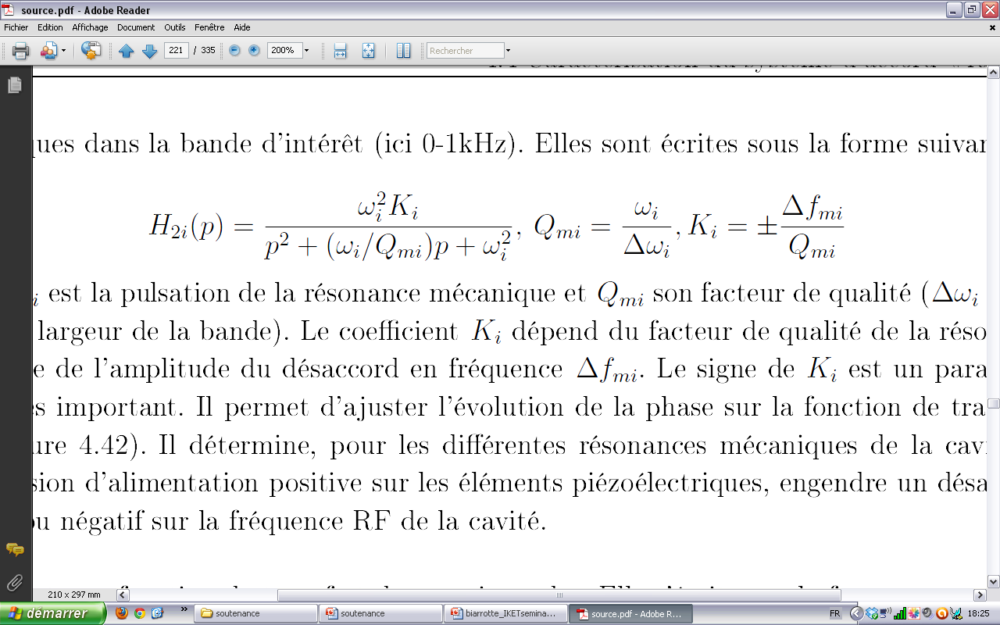 source.pdf - Adobe Reader
Fichier Edition Affichage Document Outils Fenêtre Aide
221 / 335 200% Rechercher
ques dans la bande d'intérêt (ici 0-1kHz). Elles sont écrites sous la forme suivan
H_{2i}(p) = \frac{\omega_i^2 K_i}{p^2 + (\omega_i/Q_{mi})p + \omega_i^2}, Q_{mi} = \frac{\omega_i}{\Delta\omega_i}, K_i = \pm\frac{\Delta f_{mi}}{Q_{mi}}
i est la pulsation de la résonance mécanique et Q_{mi} son facteur de qualité (\Delta\omega_i
largeur de la bande). Le coefficient K_i dépend du facteur de qualité de la réso
e de l'amplitude du désaccord en fréquence \Delta f_{mi}. Le signe de K_i est un para
es important. Il permet d'ajuster l'évolution de la phase sur la fonction de tra
ure 4.42). Il détermine, pour les différentes résonances mécaniques de la cavi
sion d'alimentation positive sur les éléments piézoélectriques, engendre un désa
ou négatif sur la fréquence RF de la cavité.
210 x 297 mm
démarrer » soutenance soutenance biarrotte_IKETsemina... source.pdf - Adobe R... FR 18:25